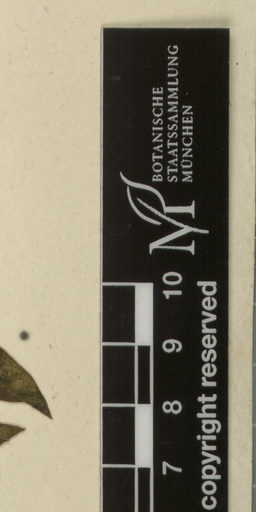 BOTANISCHE
STAATSSAMMLUNG
MÜNCHEN
M
10
9
8
7
copyright reserved